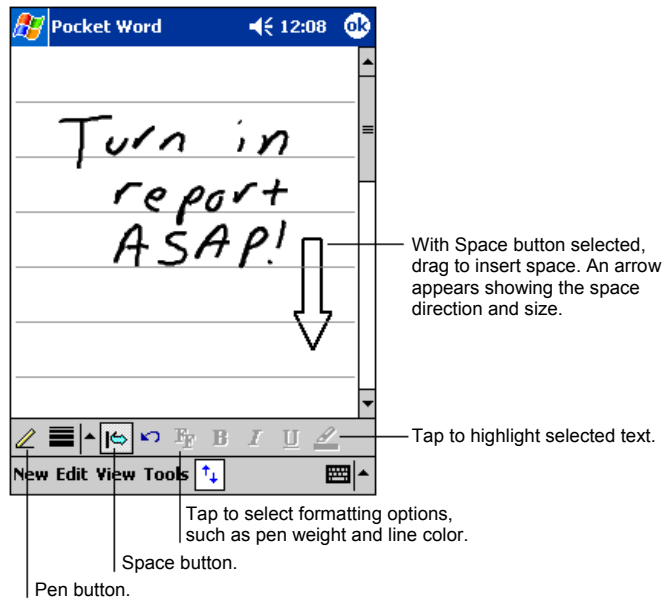 Pocket Word 12:08 ok
Turn in
report
ASAP!
With Space button selected,
drag to insert space. An arrow
appears showing the space
direction and size.
B I U
Tap to highlight selected text.
New Edit View Tools
Tap to select formatting options,
such as pen weight and line color.
Space button.
Pen button.